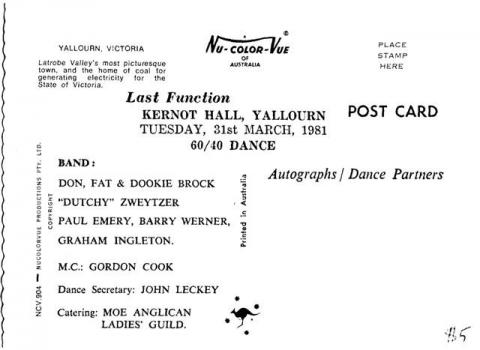 YALLOURN, VICTORIA
Latrobe Valley's most picturesque
town, and the home of coal for
generating electricity for the
State of Victoria.
NU-COLOR-VUE ®
OF
AUSTRALIA
PLACE
STAMP
HERE
POST CARD
Last Function
KERNOT HALL, YALLOURN
TUESDAY, 31st MARCH, 1981
60/40 DANCE
BAND:
DON, FAT & DOOKIE BROCK
"DUTCHY" ZWEYTZER
PAUL EMERY, BARRY WERNER,
GRAHAM INGLETON.
M.C.: GORDON COOK
Dance Secretary: JOHN LECKEY
Catering: MOE ANGLICAN
LADIES' GUILD.
Autographs / Dance Partners
NCV 904 — NUCOLORVUE PRODUCTIONS PTY. LTD.
COPYRIGHT
Printed in Australia
$5